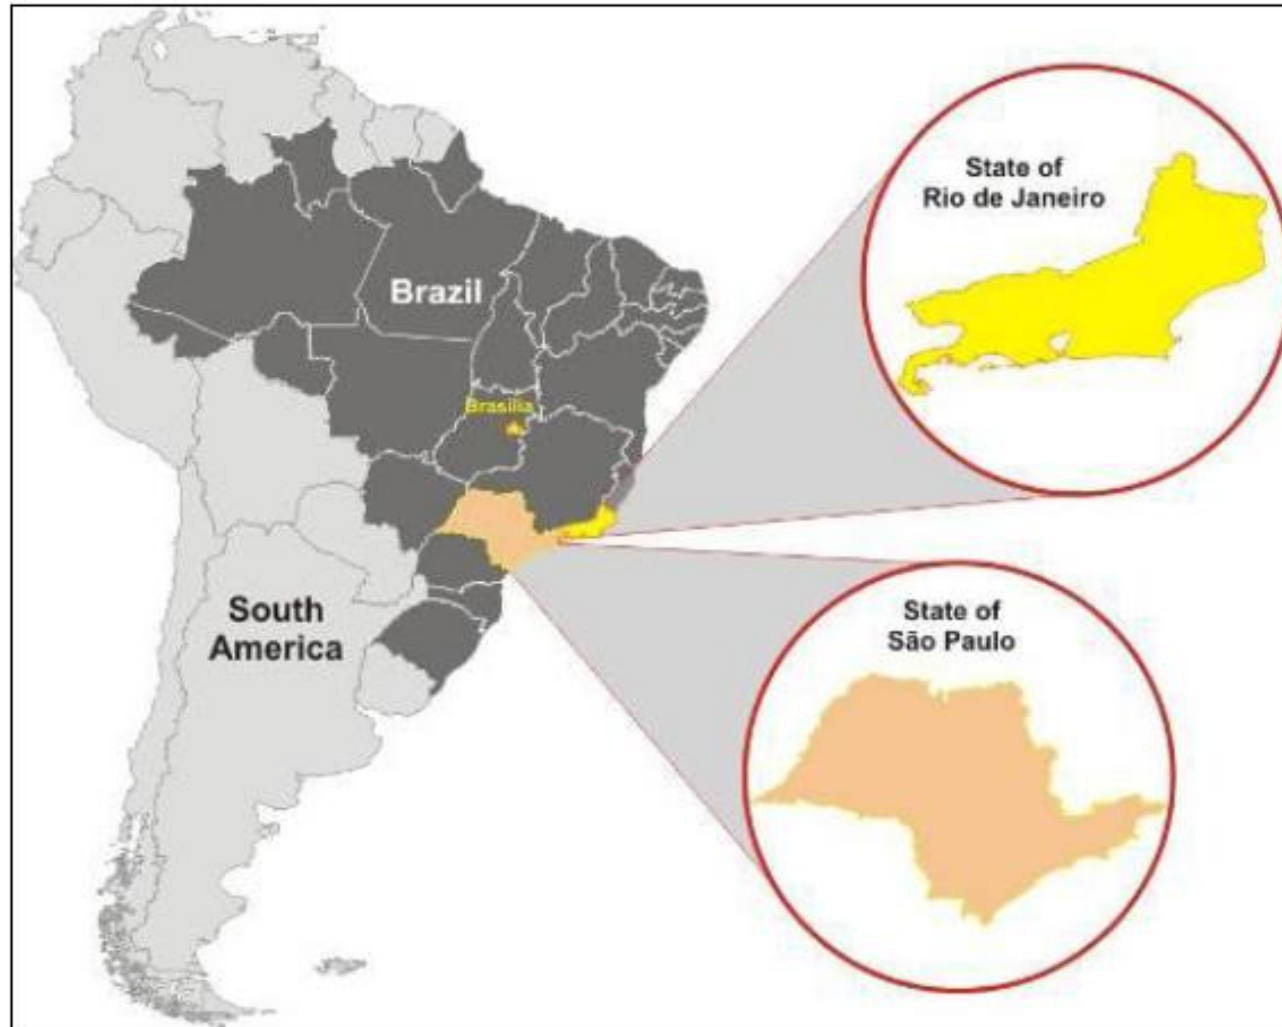 State of
Rio de Janeiro
Brazil
Brasília
South
America
State of
São Paulo